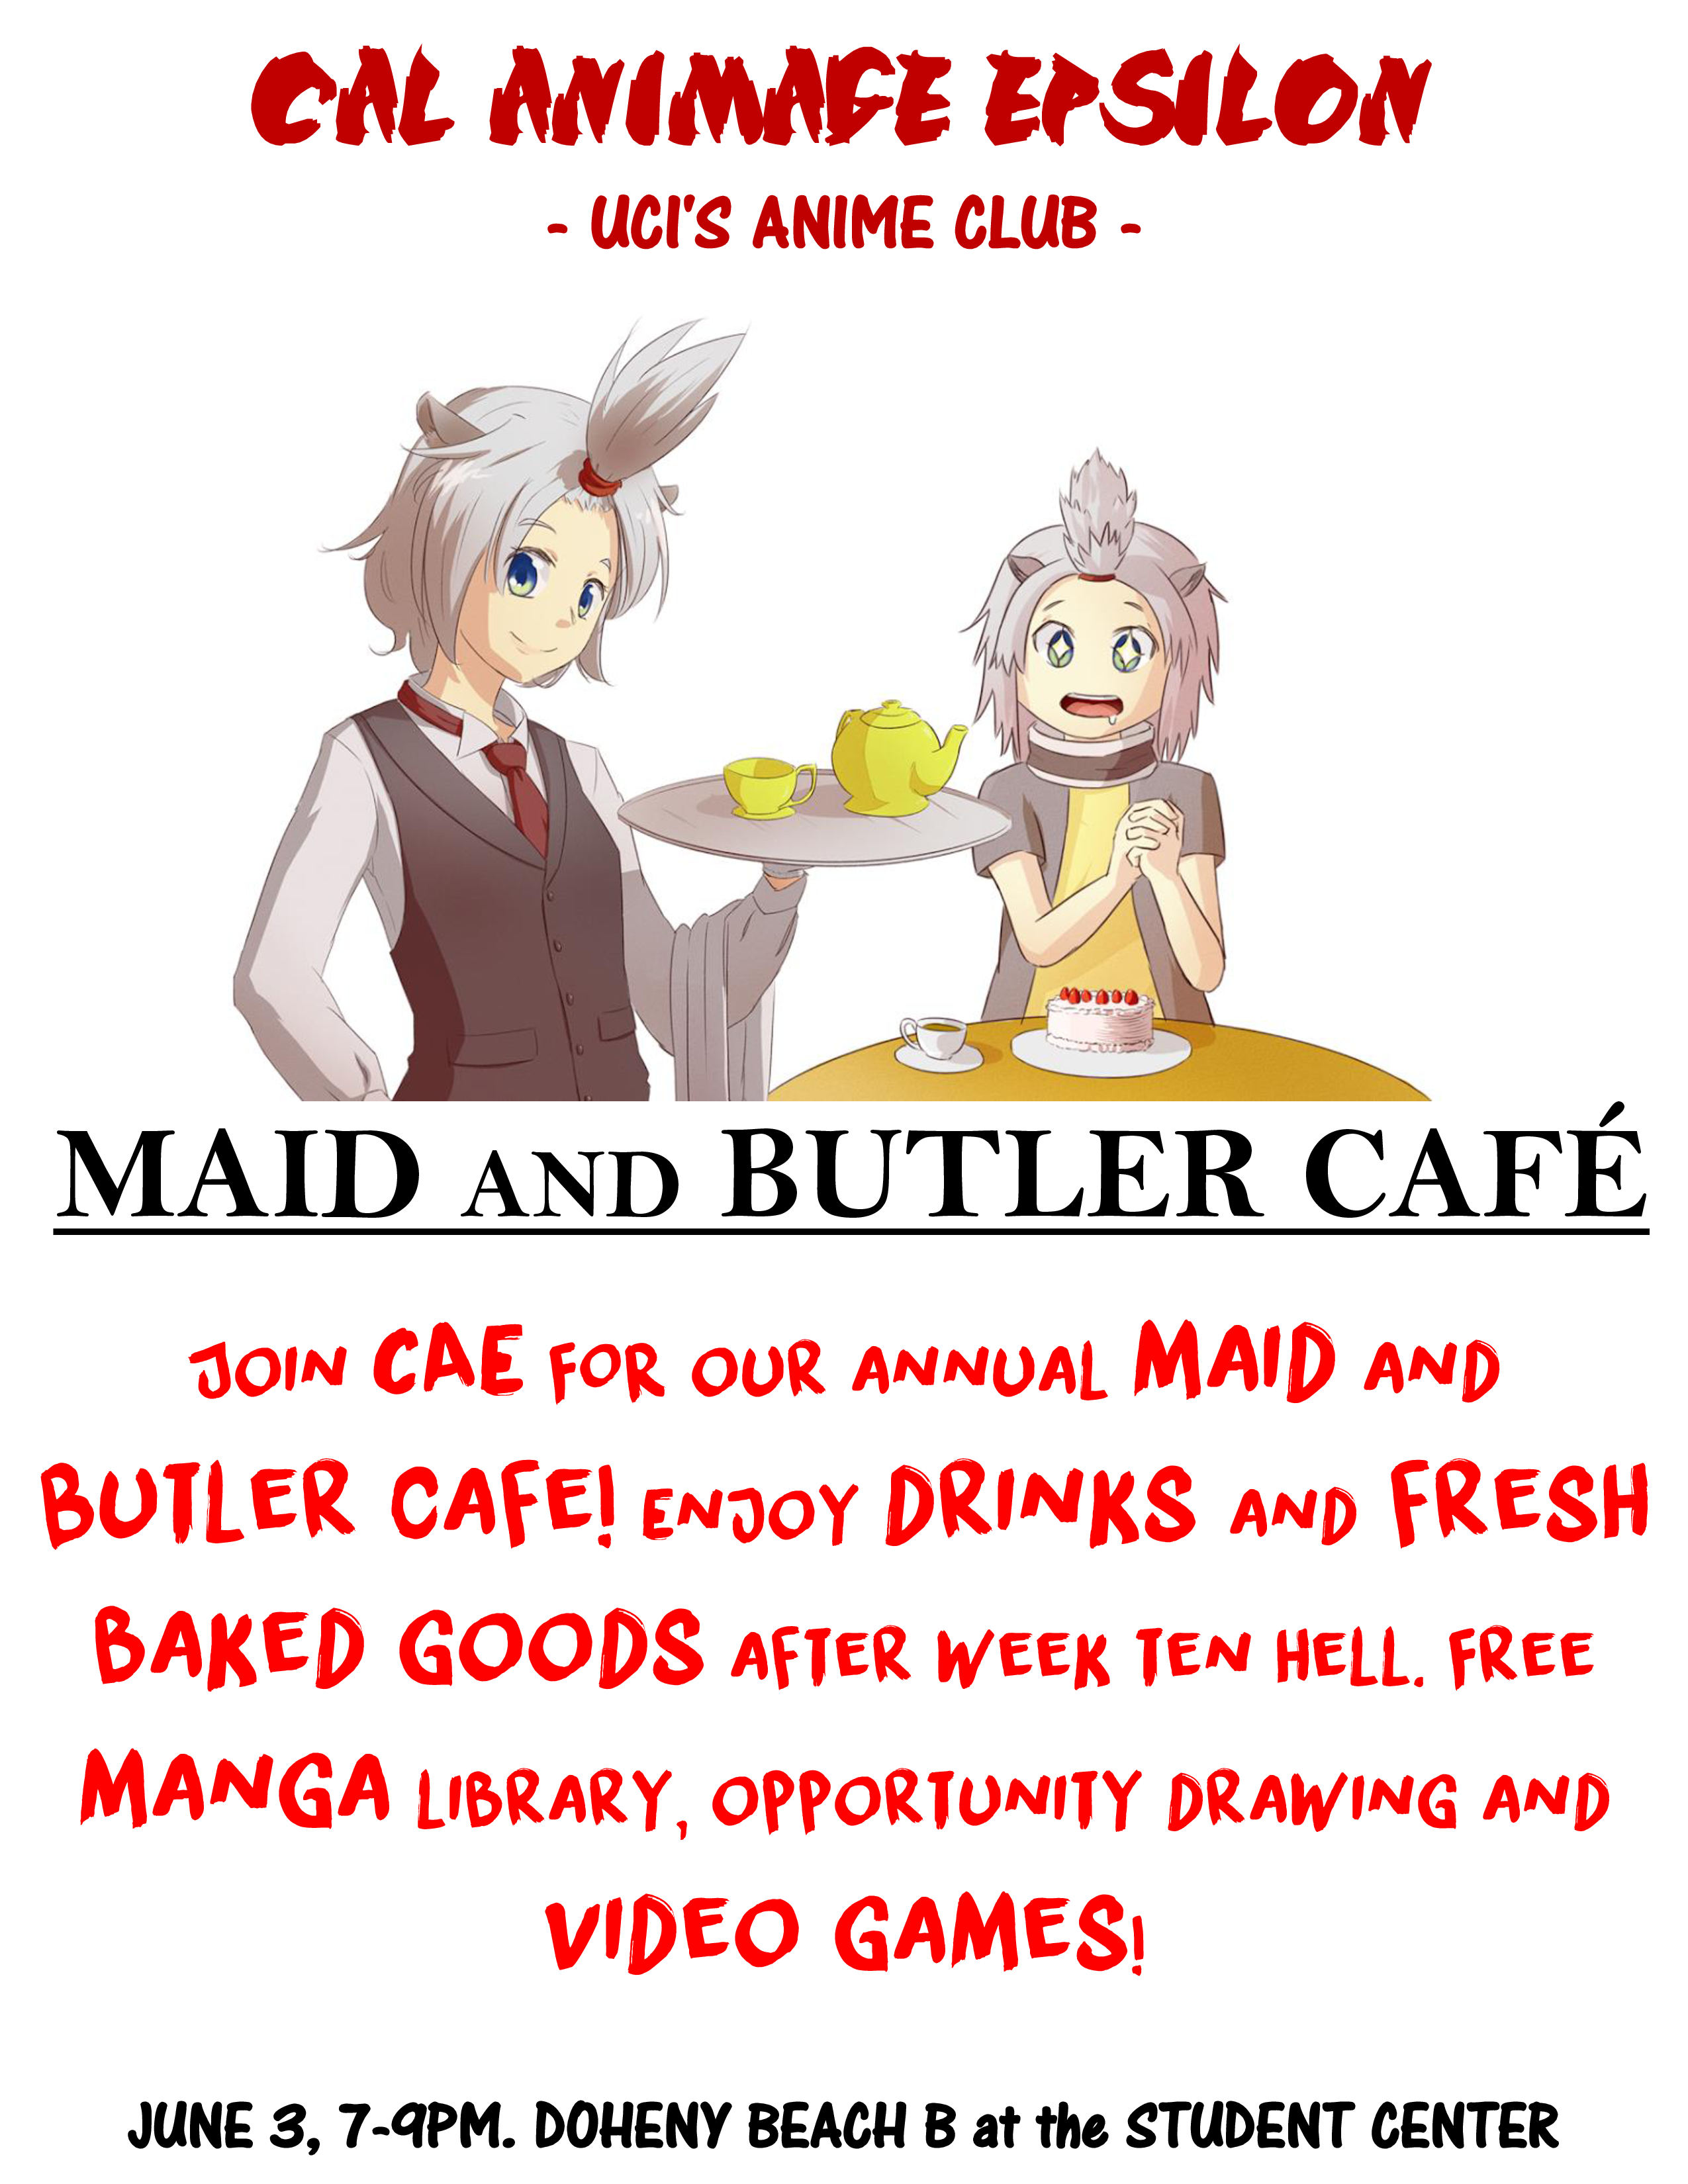 CAL ANIMAGE EPSILON
- UCI'S ANIME CLUB -
MAID AND BUTLER CAFÉ
JOIN CAE FOR OUR ANNUAL MAID AND
BUTLER CAFE! ENJOY DRINKS AND FRESH
BAKED GOODS AFTER WEEK TEN HELL. FREE
MANGA LIBRARY, OPPORTUNITY DRAWING AND
VIDEO GAMES!
JUNE 3, 7-9PM. DOHENY BEACH B at the STUDENT CENTER